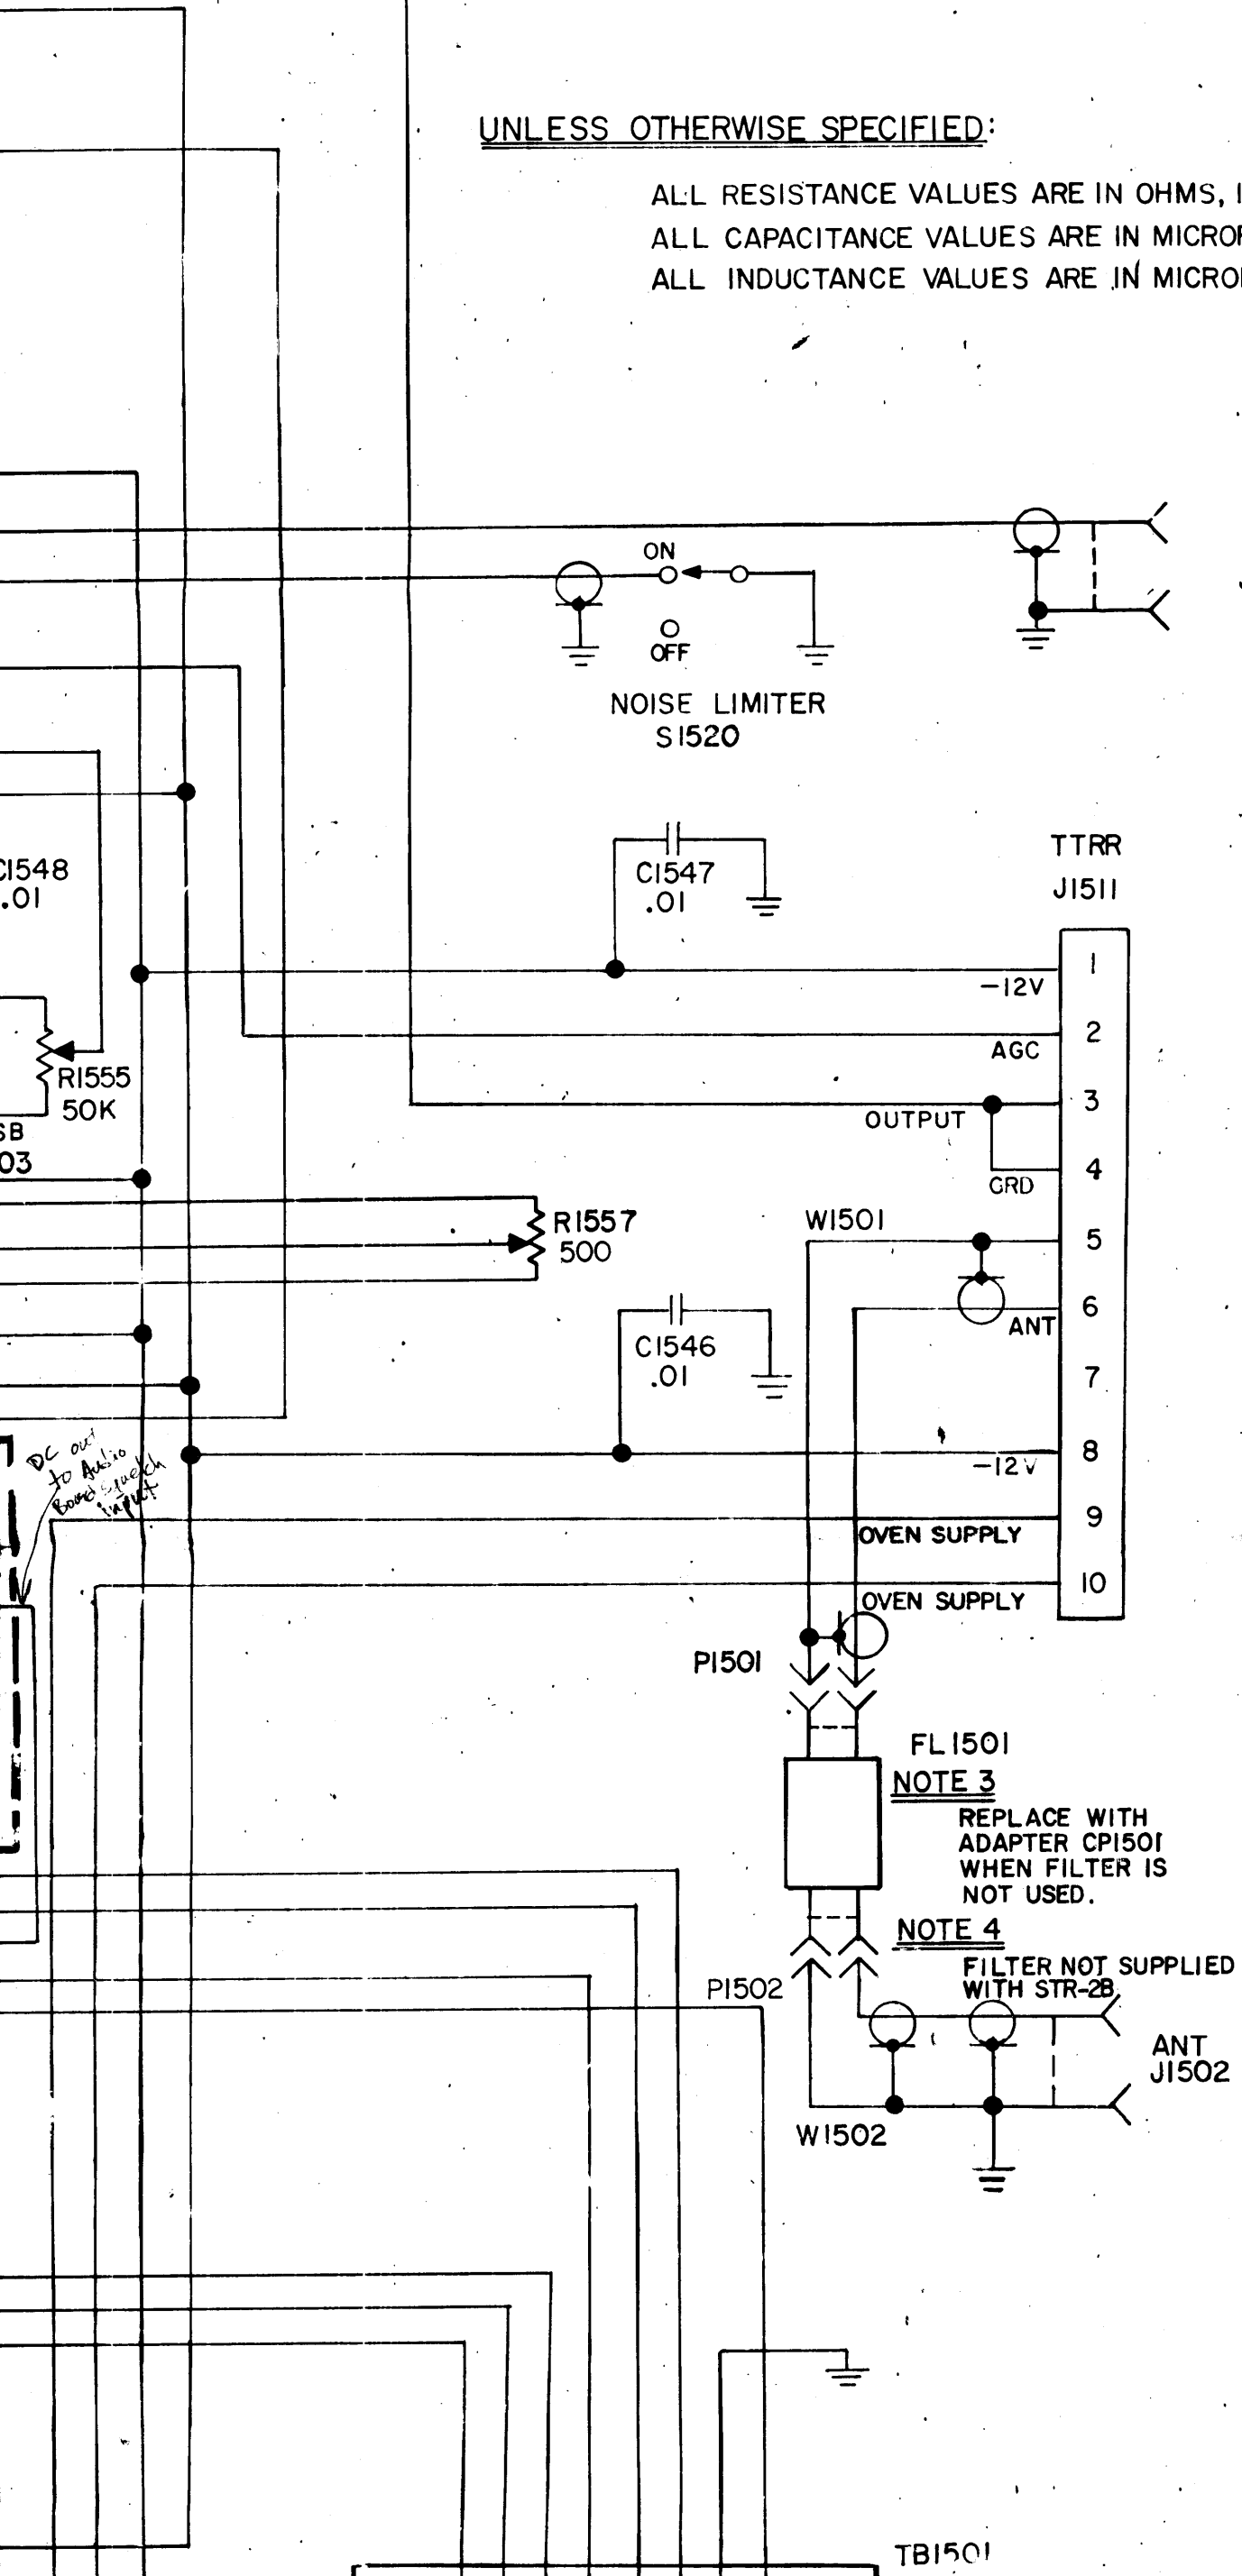 UNLESS OTHERWISE SPECIFIED:
ALL RESISTANCE VALUES ARE IN OHMS,
ALL CAPACITANCE VALUES ARE IN MICROF
ALL INDUCTANCE VALUES ARE IN MICRO
ON
OFF
NOISE LIMITER
S1520
C1548
.01
C1547
.01
TTRR
J1511
1
-12V
2
AGC
3
OUTPUT
4
GRD
R1555
50K
SB
03
R1557
500
W1501
5
6
ANT
C1546
.01
7
8
-12V
DC out
to Audio
Board Squelch
input
9
OVEN SUPPLY
10
OVEN SUPPLY
P1501
FL1501
NOTE 3
REPLACE WITH
ADAPTER CP1501
WHEN FILTER IS
NOT USED.
NOTE 4
FILTER NOT SUPPLIED
WITH STR-2B
P1502
ANT
J1502
W1502
TB1501